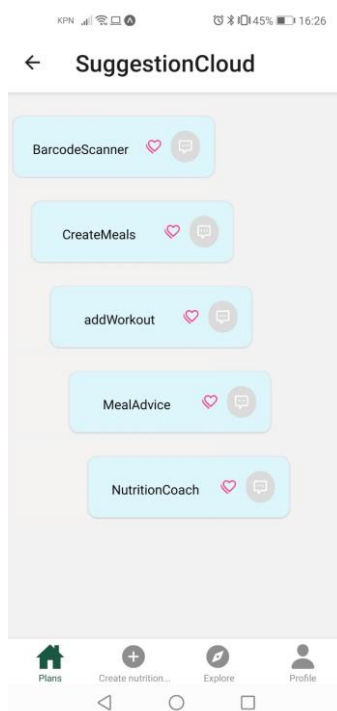 KPN 45% 16:26
SuggestionCloud
BarcodeScanner
CreateMeals
addWorkout
MealAdvice
NutritionCoach
Plans Create nutrition... Explore Profile